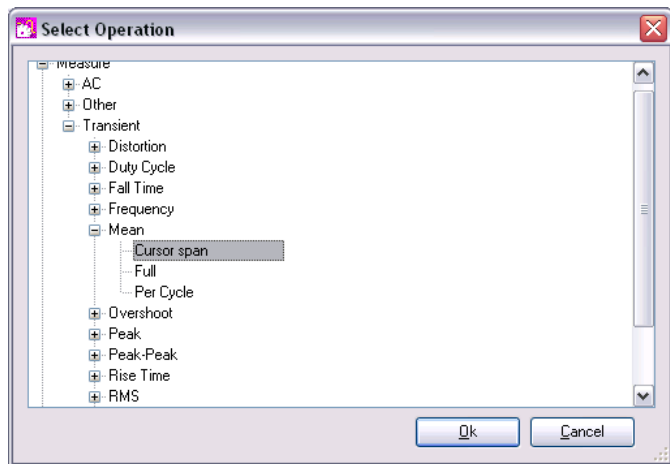 Select Operation
Measure
AC
Other
Transient
Distortion
Duty Cycle
Fall Time
Frequency
Mean
Cursor span
Full
Per Cycle
Overshoot
Peak
Peak-Peak
Rise Time
RMS
Ok
Cancel